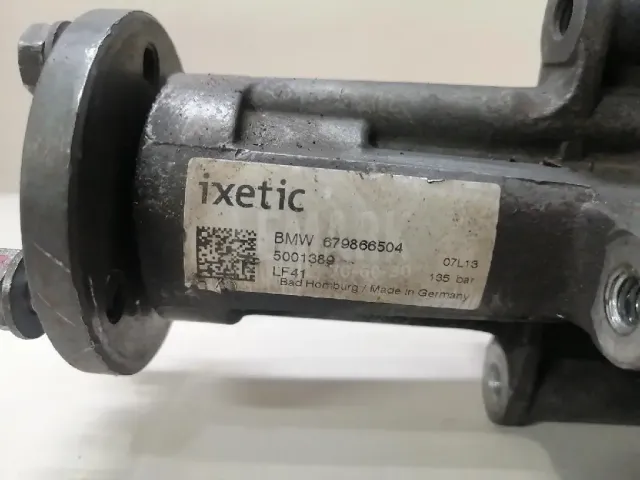 ixetic
BMW 679866504
5001389 07L13
LF41 135 bar
Bad Homburg / Made in Germany